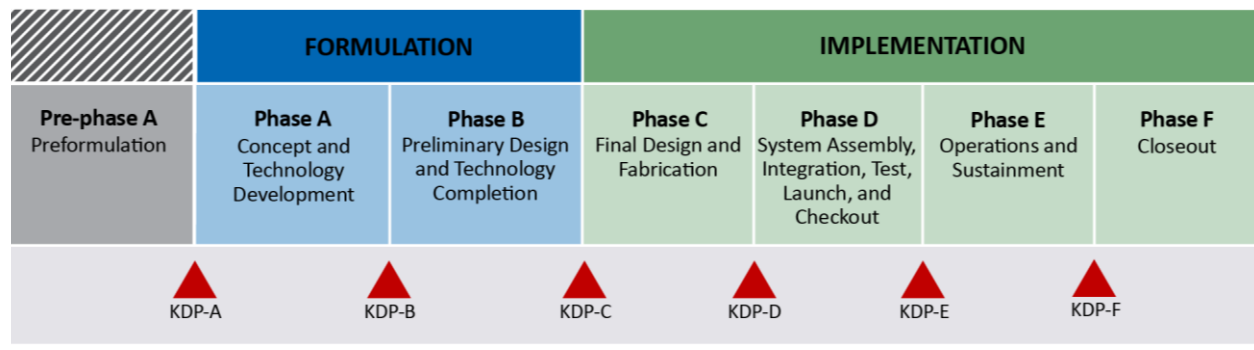 FORMULATION
IMPLEMENTATION
Pre-phase A
Preformulation
Phase A
Concept and
Technology
Development
Phase B
Preliminary Design
and Technology
Completion
Phase C
Final Design and
Fabrication
Phase D
System Assembly,
Integration, Test,
Launch, and
Checkout
Phase E
Operations and
Sustainment
Phase F
Closeout
KDP-A
KDP-B
KDP-C
KDP-D
KDP-E
KDP-F